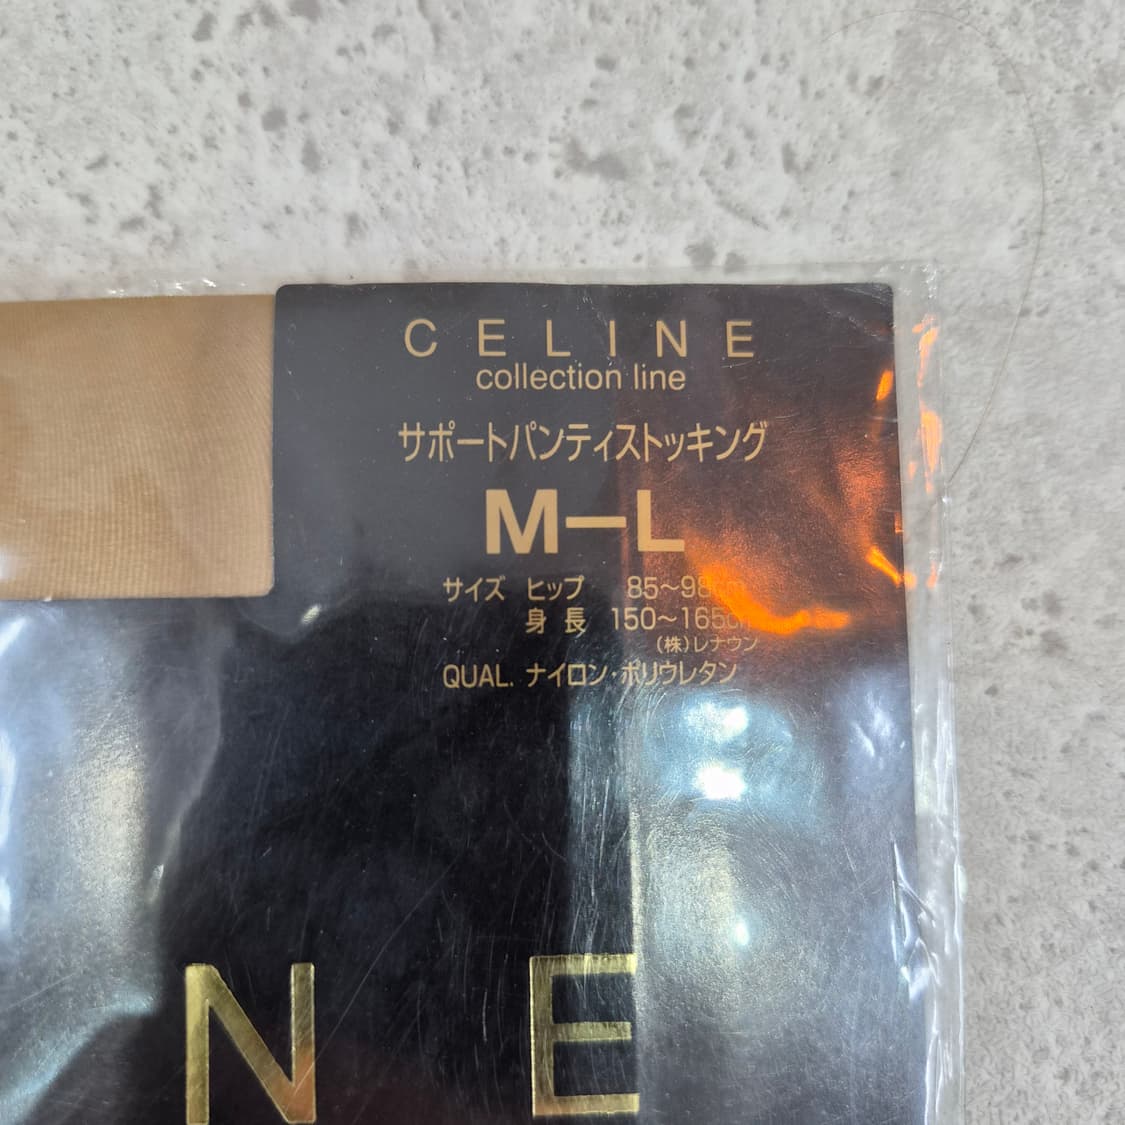 CELINE
collection line
サポートパンティストッキング
M—L
サイズ ヒップ 85〜98cm
身長 150〜165cm
(株)レナウン
QUAL. ナイロン・ポリウレタン
NE